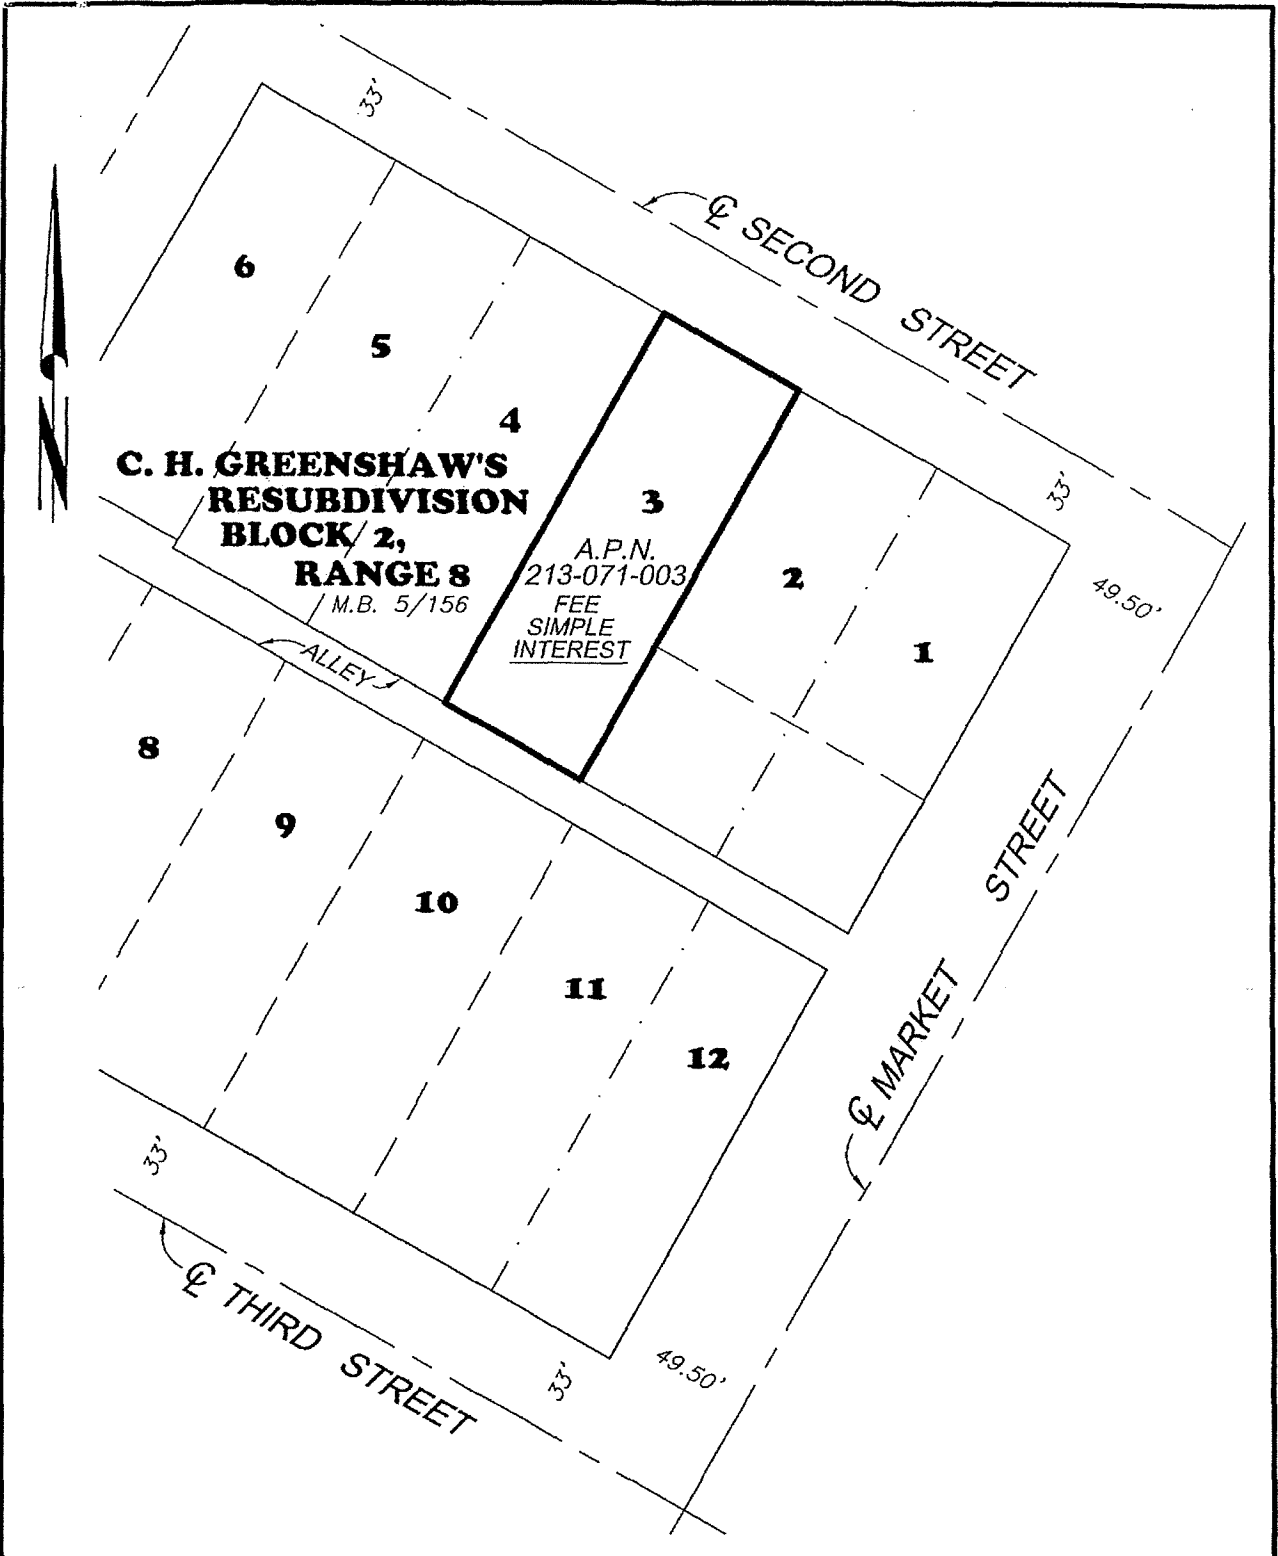 33'
℄ SECOND STREET
6
5
4
33'
C. H. GREENSHAW'S
RESUBDIVISION
BLOCK 2,
RANGE 8
M.B. 5/156
3
A.P.N.
213-071-003
FEE
SIMPLE
INTEREST
2
49.50'
1
N
ALLEY
8
9
10
11
12
℄ MARKET STREET
33'
℄ THIRD STREET
33'
49.50'